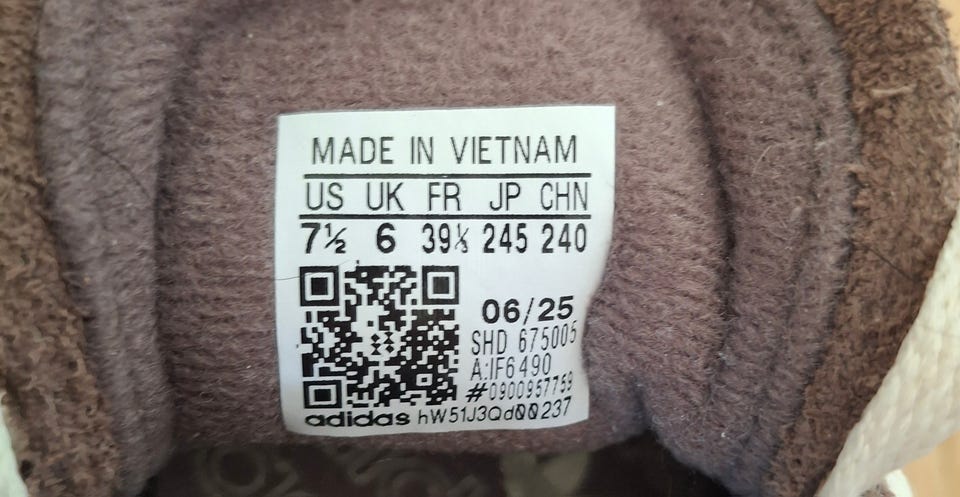 MADE IN VIETNAM
US UK FR JP CHN
7½ 6 39⅓ 245 240
06/25
SHD 675005
A:IF6490
#0900957759
adidas hW51J3Qd00237